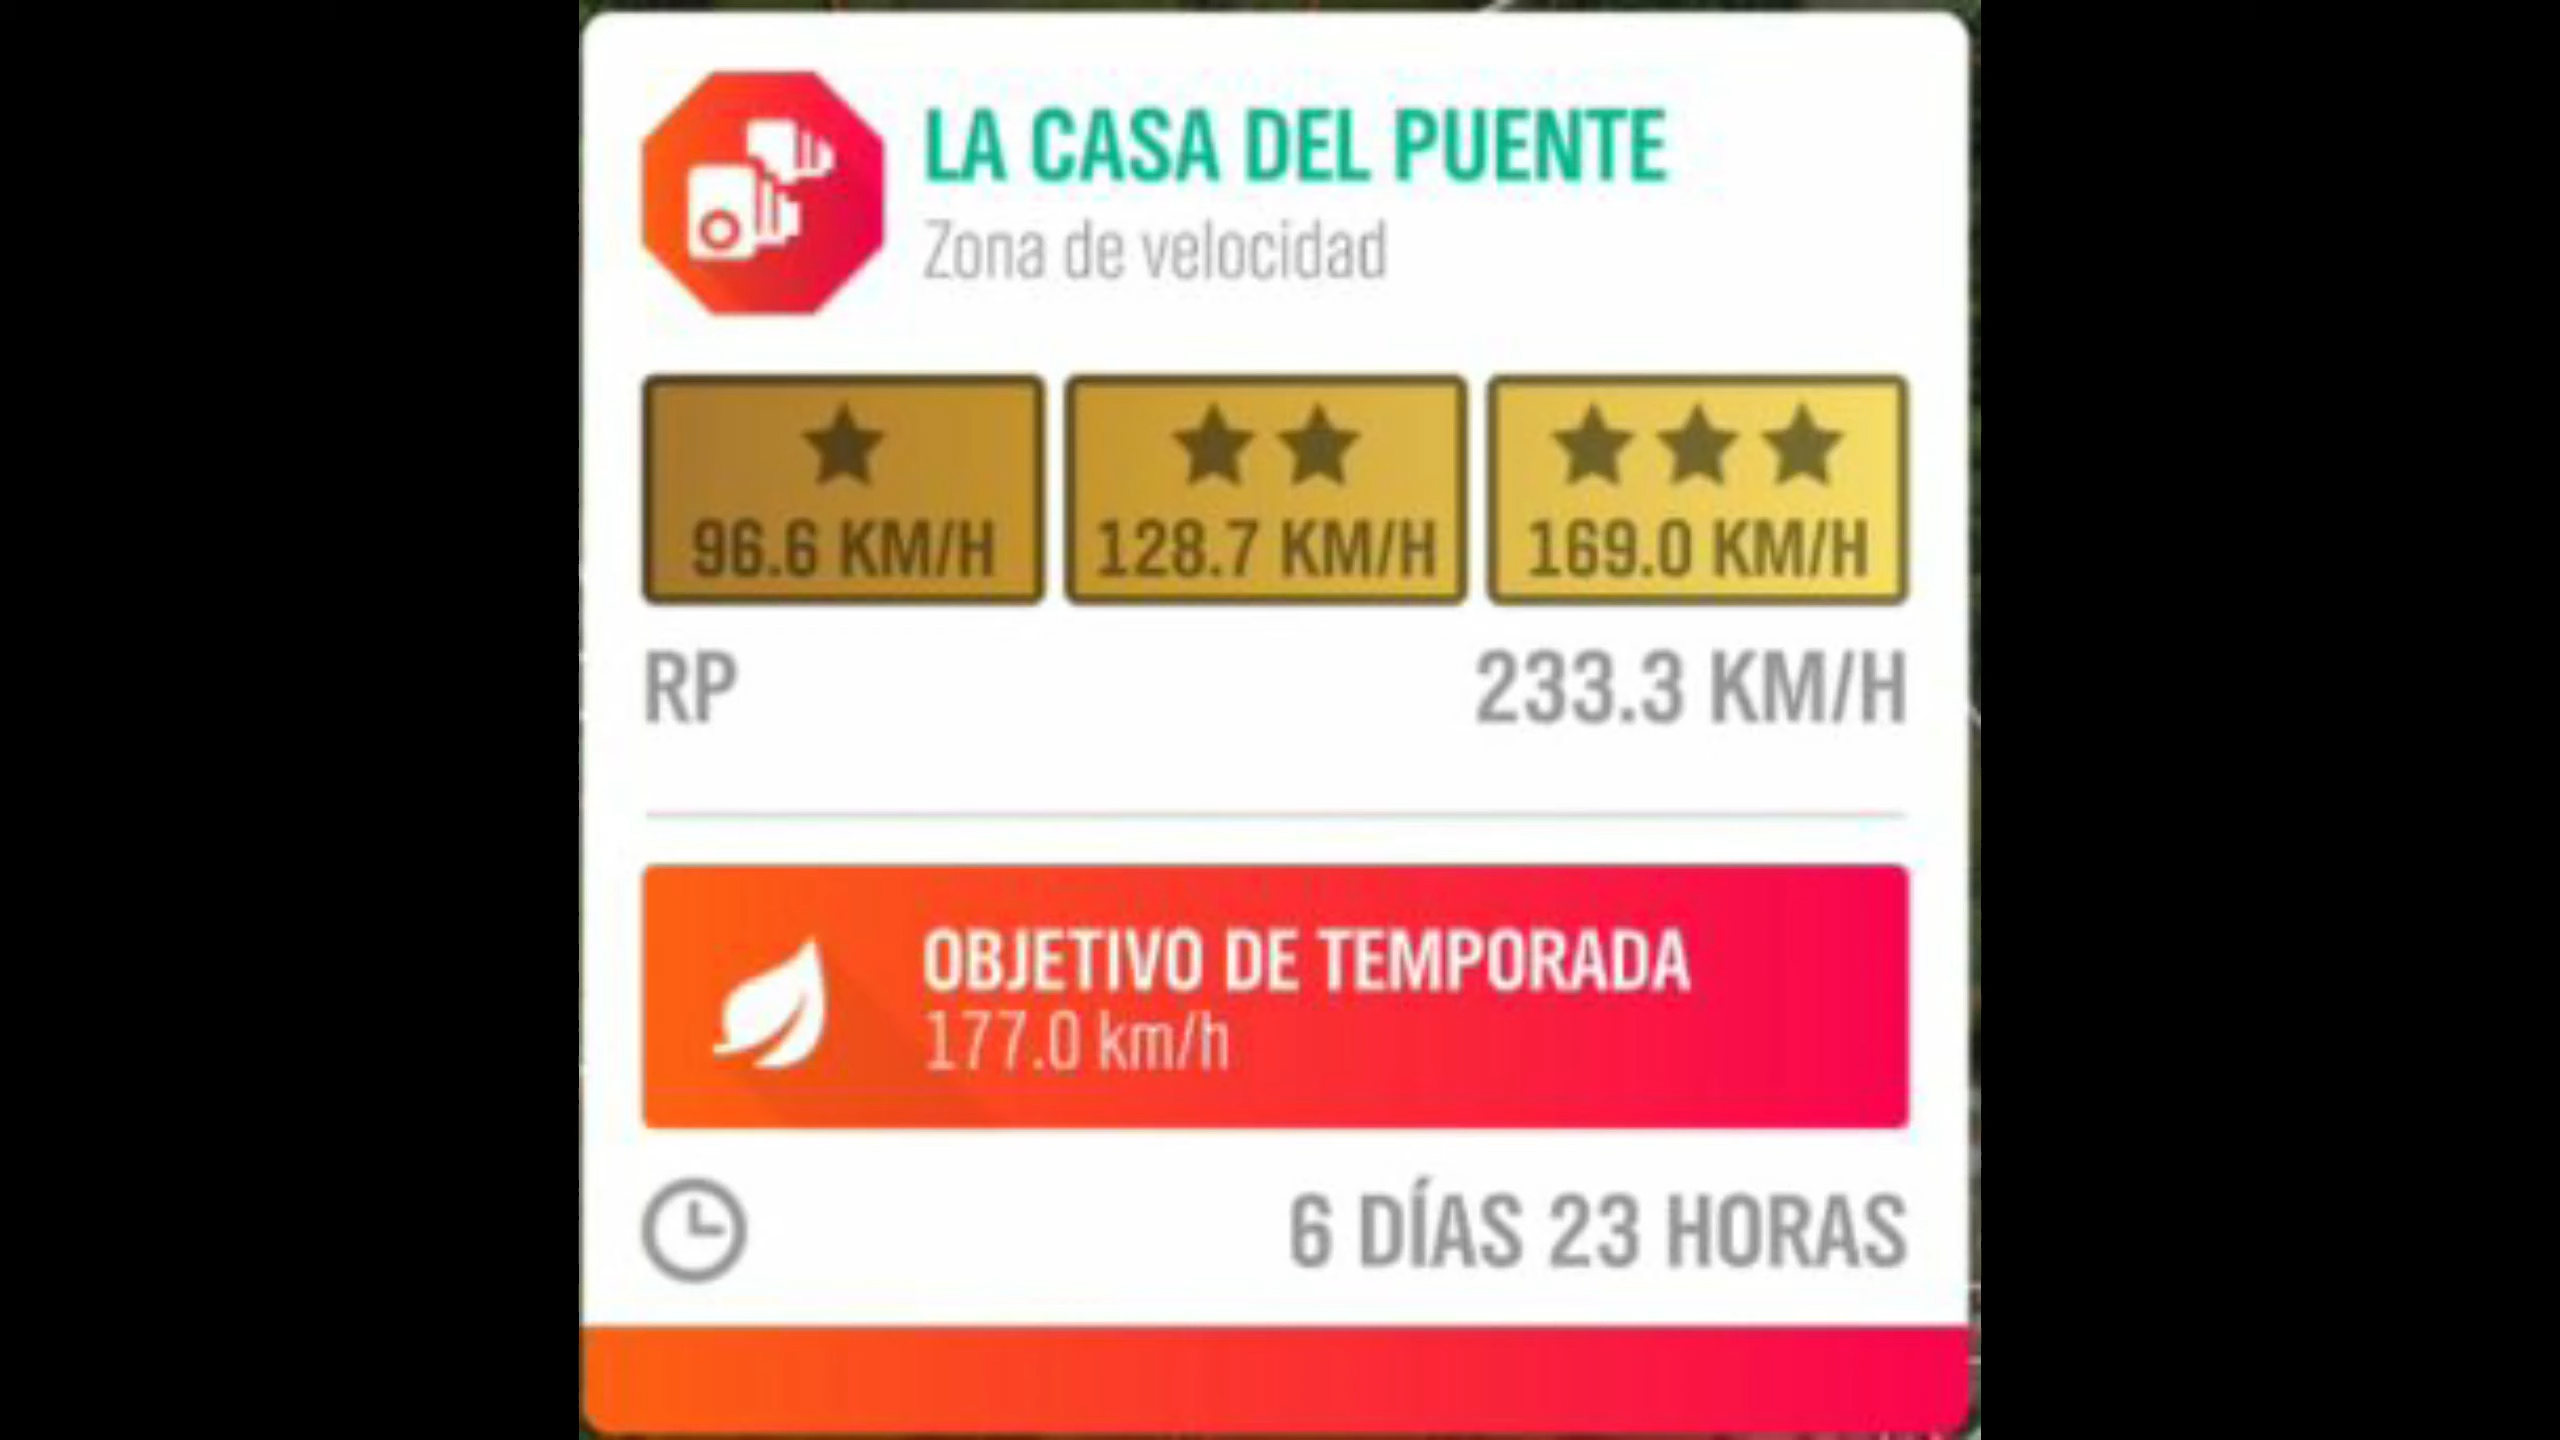 LA CASA DEL PUENTE
Zona de velocidad
96.6 KM/H
128.7 KM/H
169.0 KM/H
RP
233.3 KM/H
OBJETIVO DE TEMPORADA
177.0 km/h
6 DÍAS 23 HORAS